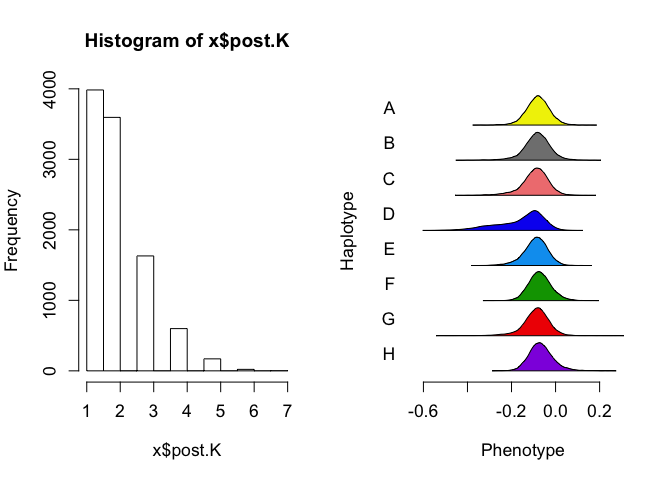 Histogram of x$post.K
Frequency
0
1000
2000
3000
4000
1 2 3 4 5 6 7
x$post.K
Haplotype
A
B
C
D
E
F
G
H
-0.6 -0.2 0.0 0.2
Phenotype